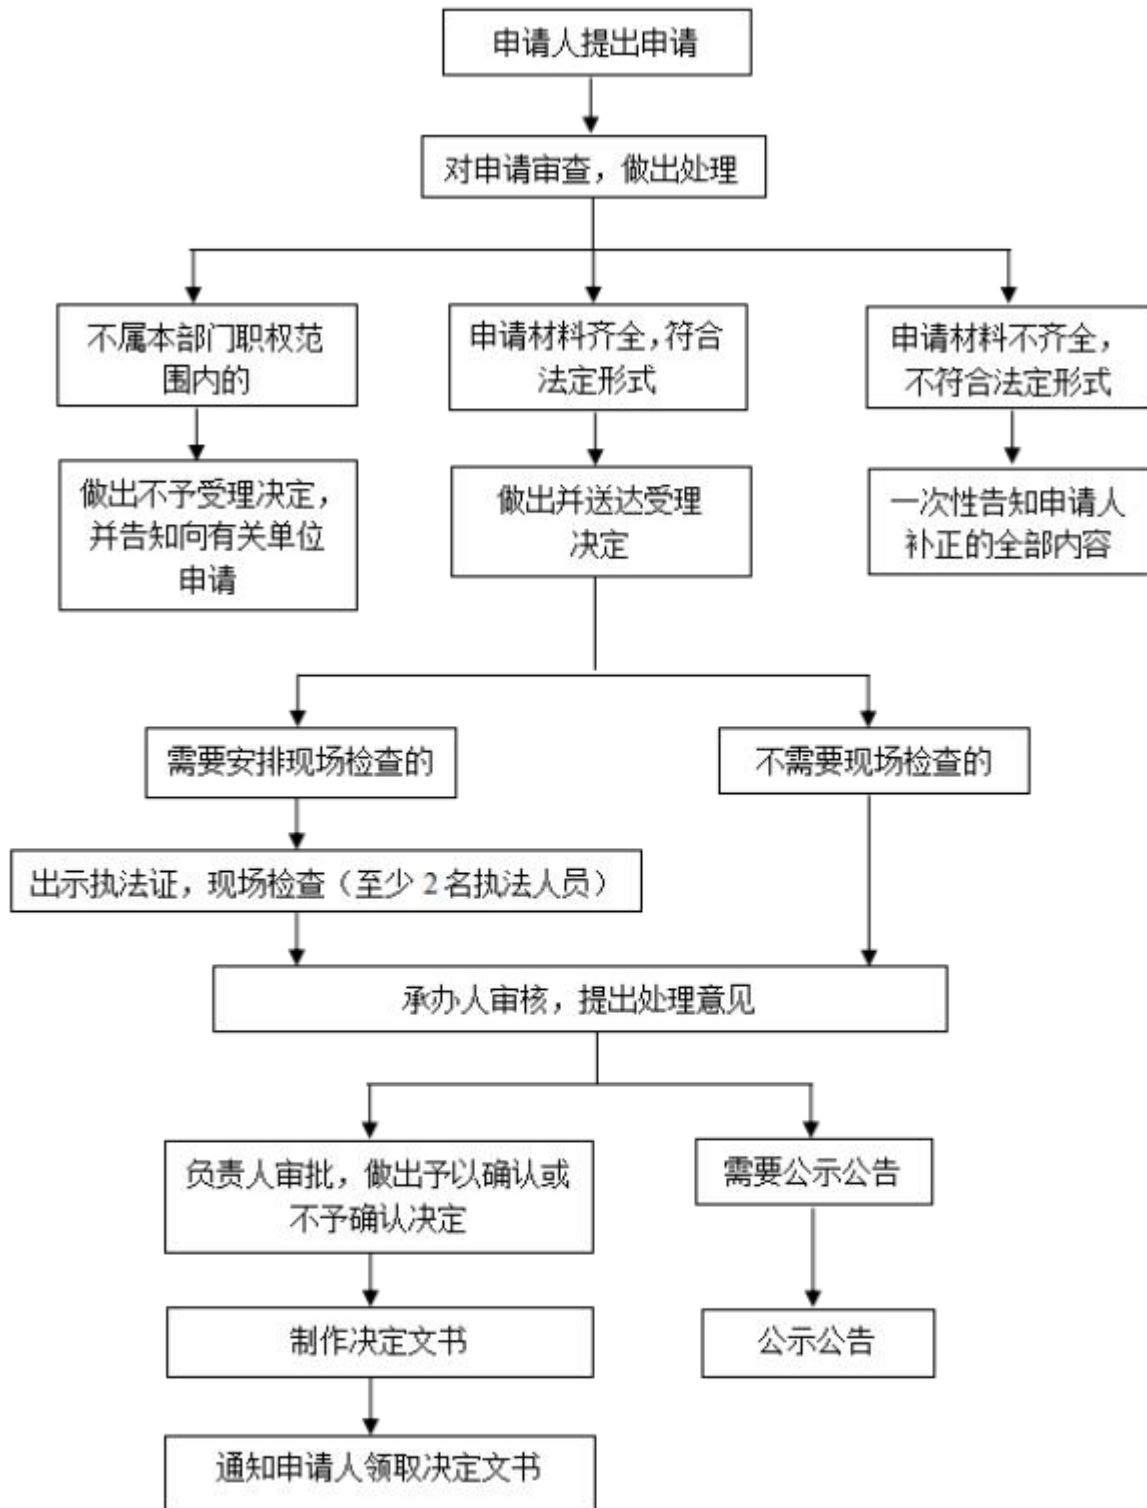 申请人提出申请
对申请审查，做出处理
不属本部门职权范
围内的
申请材料齐全，符合
法定形式
申请材料不齐全，
不符合法定形式
做出不予受理决定，
并告知向有关单位
申请
做出并送达受理
决定
一次性告知申请人
补正的全部内容
需要安排现场检查的
不需要现场检查的
出示执法证，现场检查（至少 2 名执法人员）
承办人审核，提出处理意见
负责人审批，做出予以确认或
不予确认决定
需要公示公告
制作决定文书
公示公告
通知申请人领取决定文书